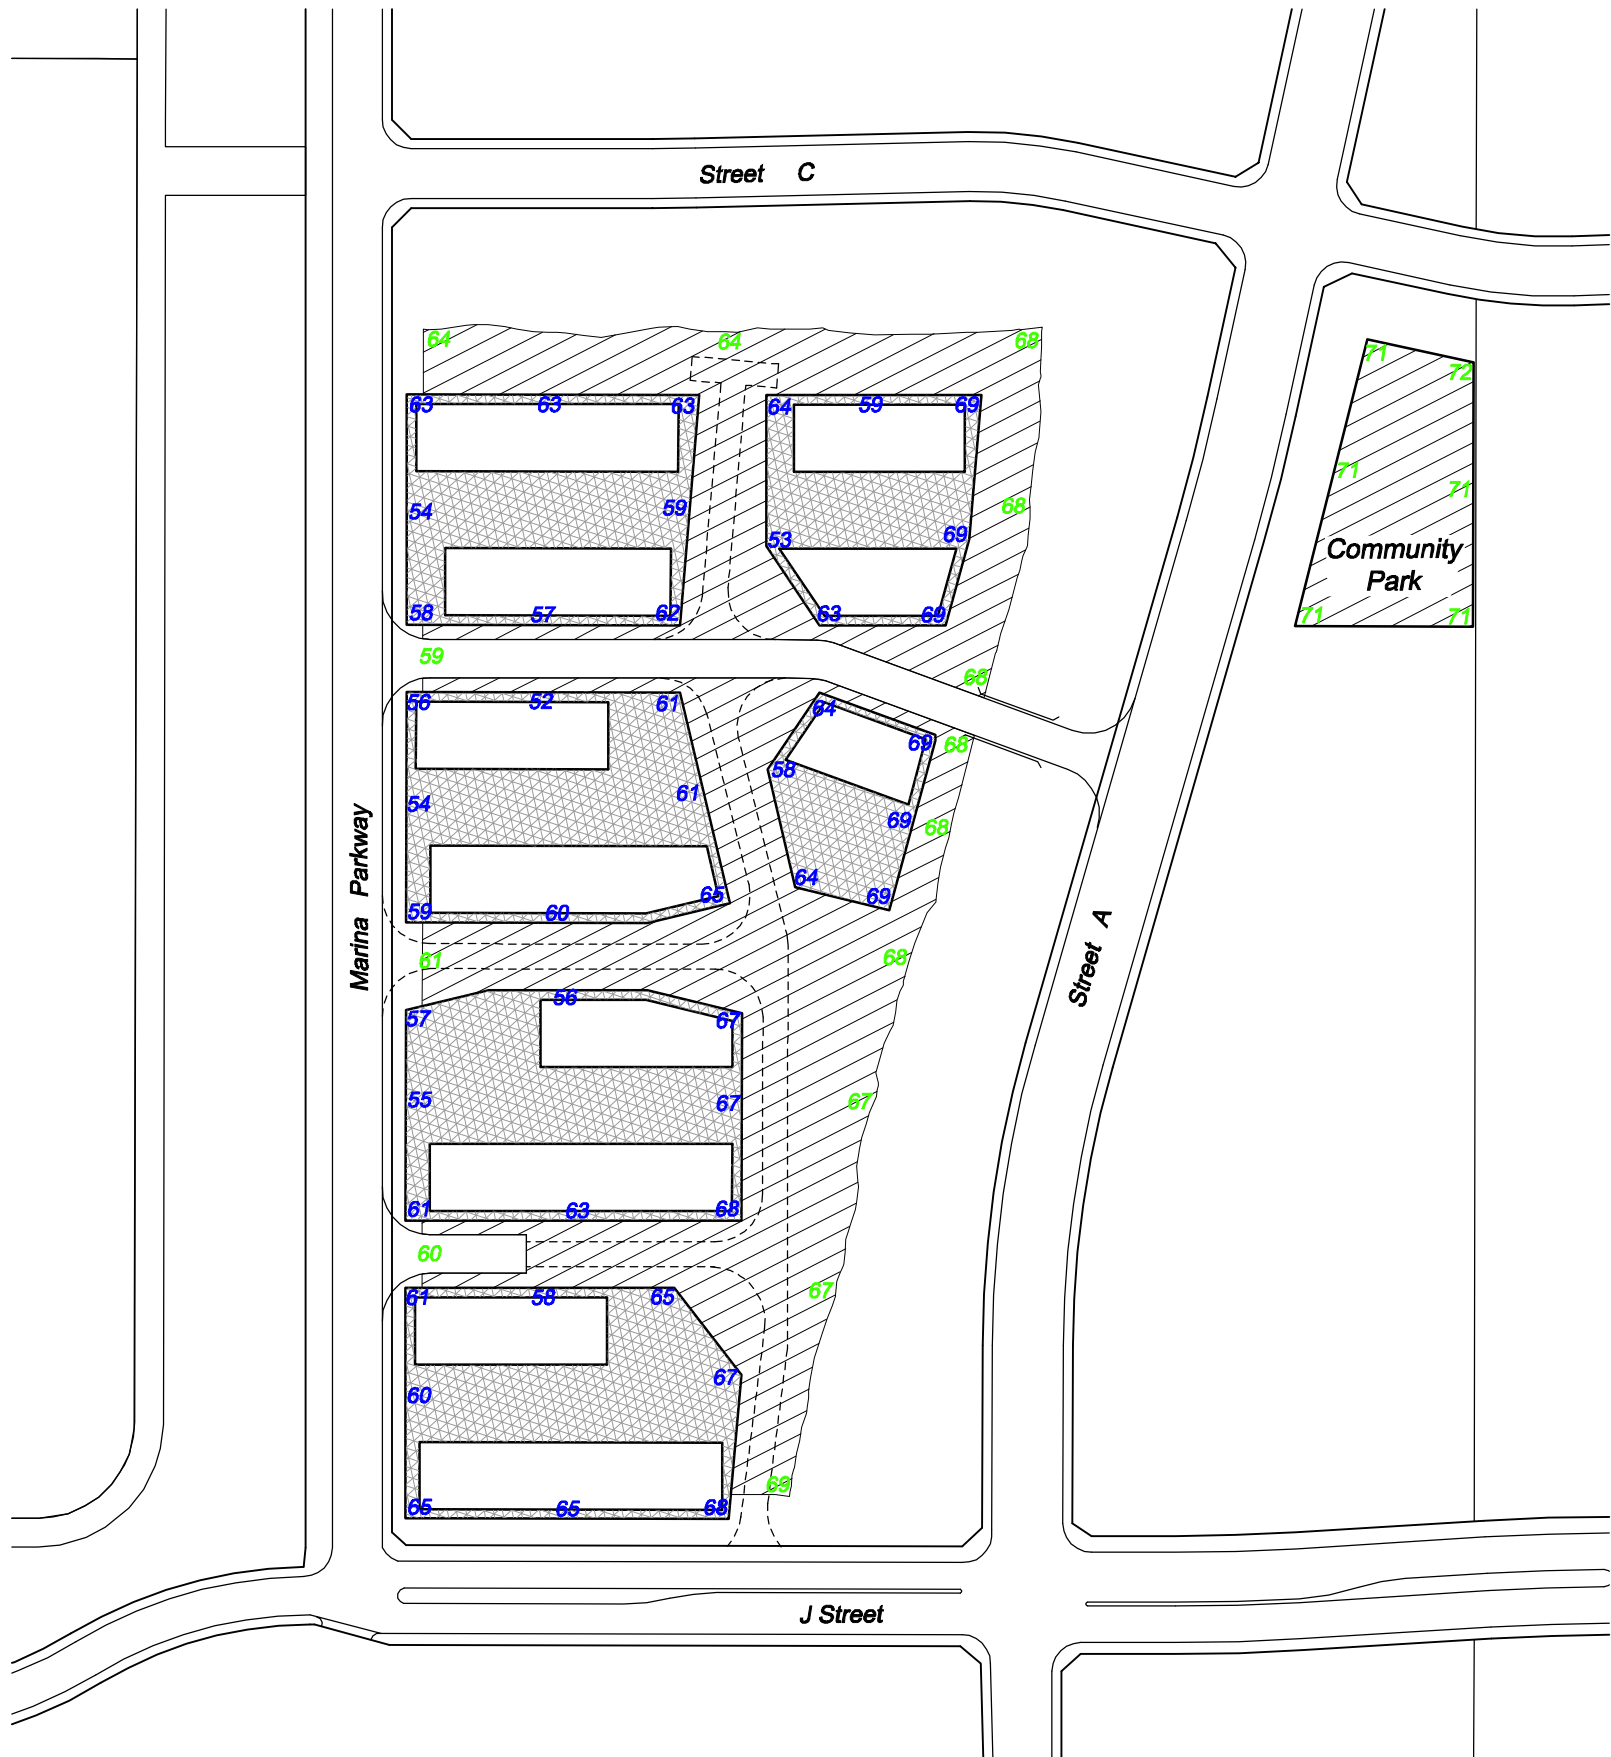 Street C
64 64 68
71
72
63 63 63 64 59 69
71
71
54 59 68
53 69
Community
Park
58 57 62 63 69
71 71
59
68
56 52 61 64
69 68
58
54 61
69 68
Marina Parkway
64
65 69
59 60
Street A
61 68
56
57 67
55 67 67
61 63 68
60
67
61 58 65
67
60
69
65 65 68
J Street